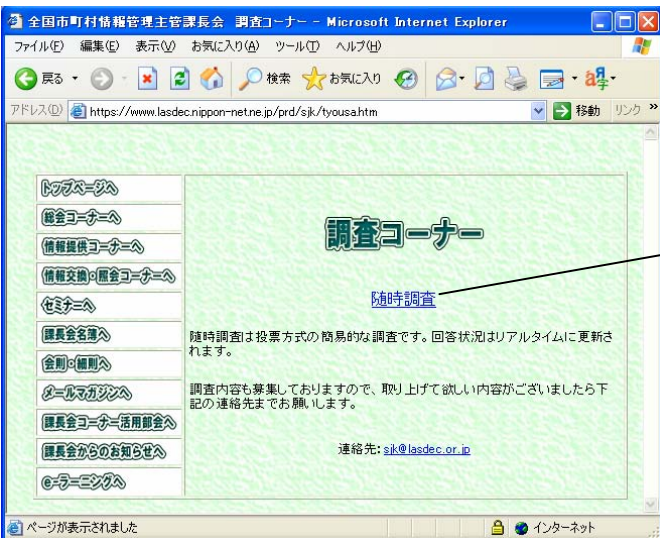 全国市町村情報管理主管課長会 調査コーナー - Microsoft Internet Explorer
ファイル(F) 編集(E) 表示(V) お気に入り(A) ツール(T) ヘルプ(H)
戻る 検索 お気に入り
アドレス(D) https://www.lasdec.nippon-net.ne.jp/prd/sjk/tyousa.htm 移動 リンク »
トップページへ
総会コーナーへ
情報提供コーナーへ
情報交換・照会コーナーへ
セミナーへ
課長会名簿へ
会則・細則へ
メールマガジンへ
課長会コーナー活用部会へ
課長会からのお知らせへ
e-ラーニングへ
調査コーナー
随時調査
随時調査は投票方式の簡易的な調査です。回答状況はリアルタイムに更新さ
れます。
調査内容も募集しておりますので、取り上げて欲しい内容がございましたら下
記の連絡先までお願いします。
連絡先: sjk@lasdec.or.jp
ページが表示されました インターネット